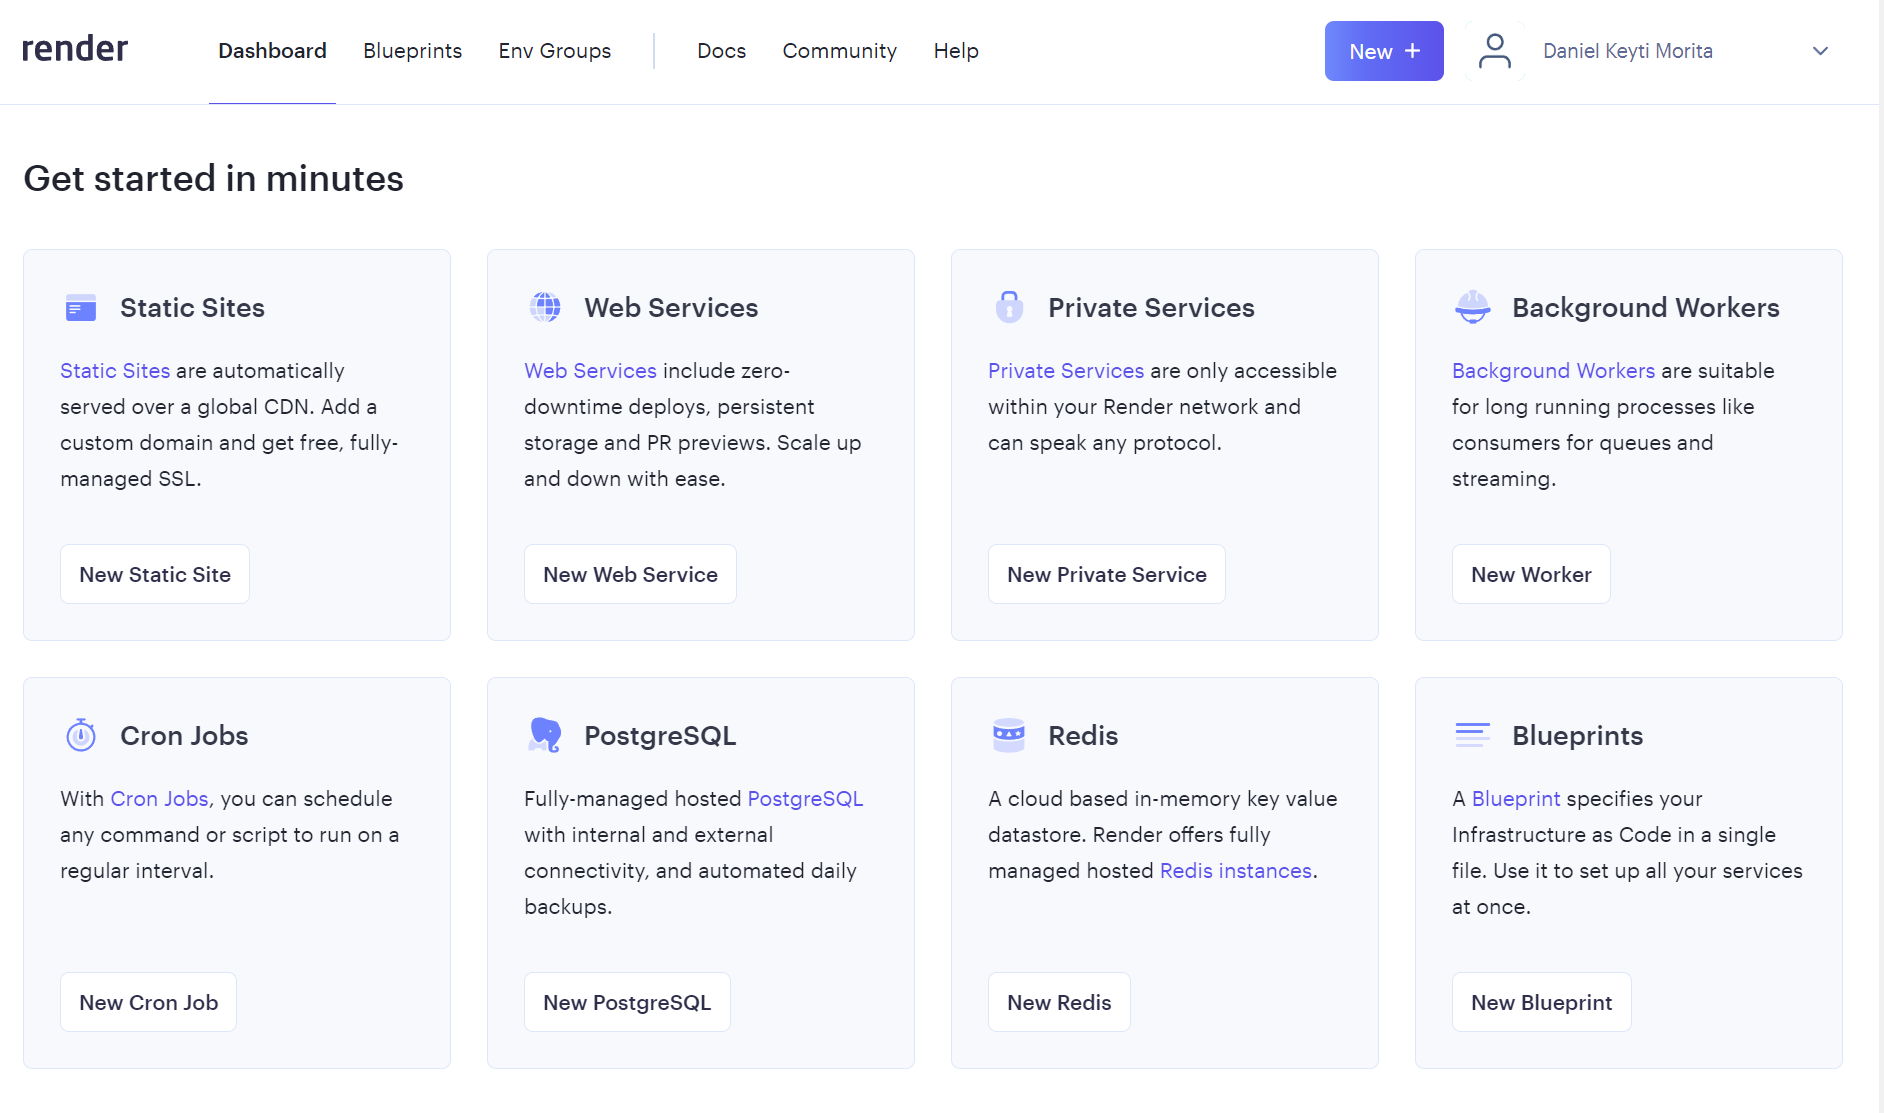 render
Dashboard
Blueprints
Env Groups
Docs
Community
Help
New +
Daniel Keyti Morita
Get started in minutes
Static Sites
Static Sites are automatically
served over a global CDN. Add a
custom domain and get free, fully-
managed SSL.
New Static Site
Web Services
Web Services include zero-
downtime deploys, persistent
storage and PR previews. Scale up
and down with ease.
New Web Service
Private Services
Private Services are only accessible
within your Render network and
can speak any protocol.
New Private Service
Background Workers
Background Workers are suitable
for long running processes like
consumers for queues and
streaming.
New Worker
Cron Jobs
With Cron Jobs, you can schedule
any command or script to run on a
regular interval.
New Cron Job
PostgreSQL
Fully-managed hosted PostgreSQL
with internal and external
connectivity, and automated daily
backups.
New PostgreSQL
Redis
A cloud based in-memory key value
datastore. Render offers fully
managed hosted Redis instances.
New Redis
Blueprints
A Blueprint specifies your
Infrastructure as Code in a single
file. Use it to set up all your services
at once.
New Blueprint